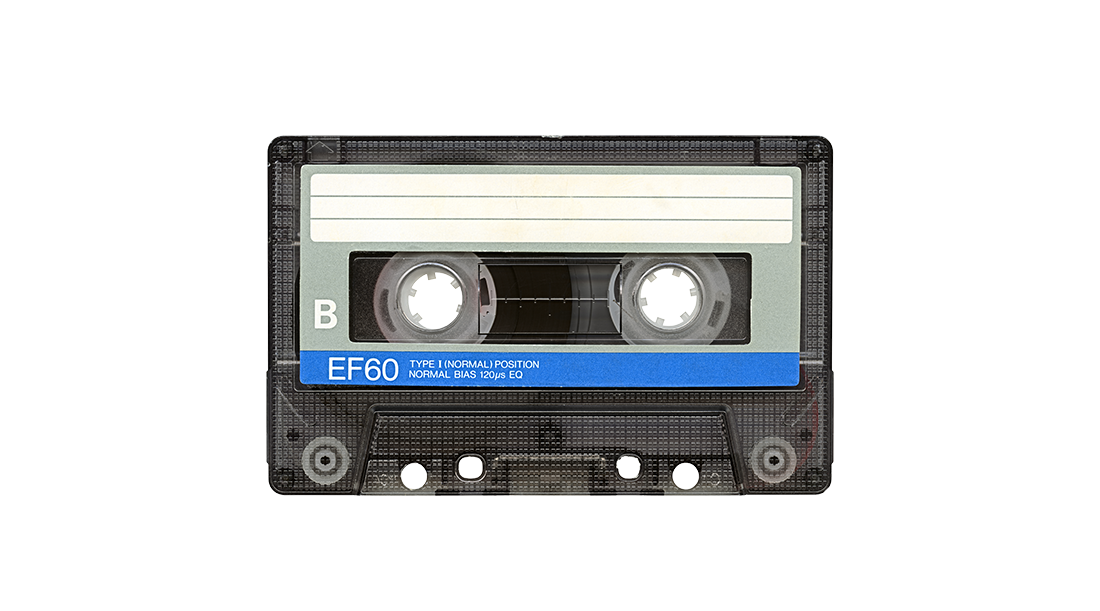 B
EF60
TYPE I (NORMAL) POSITION
NORMAL BIAS 120μs EQ